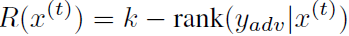 R(x^{(t)}) = k - rank(y_{adv}|x^{(t)})